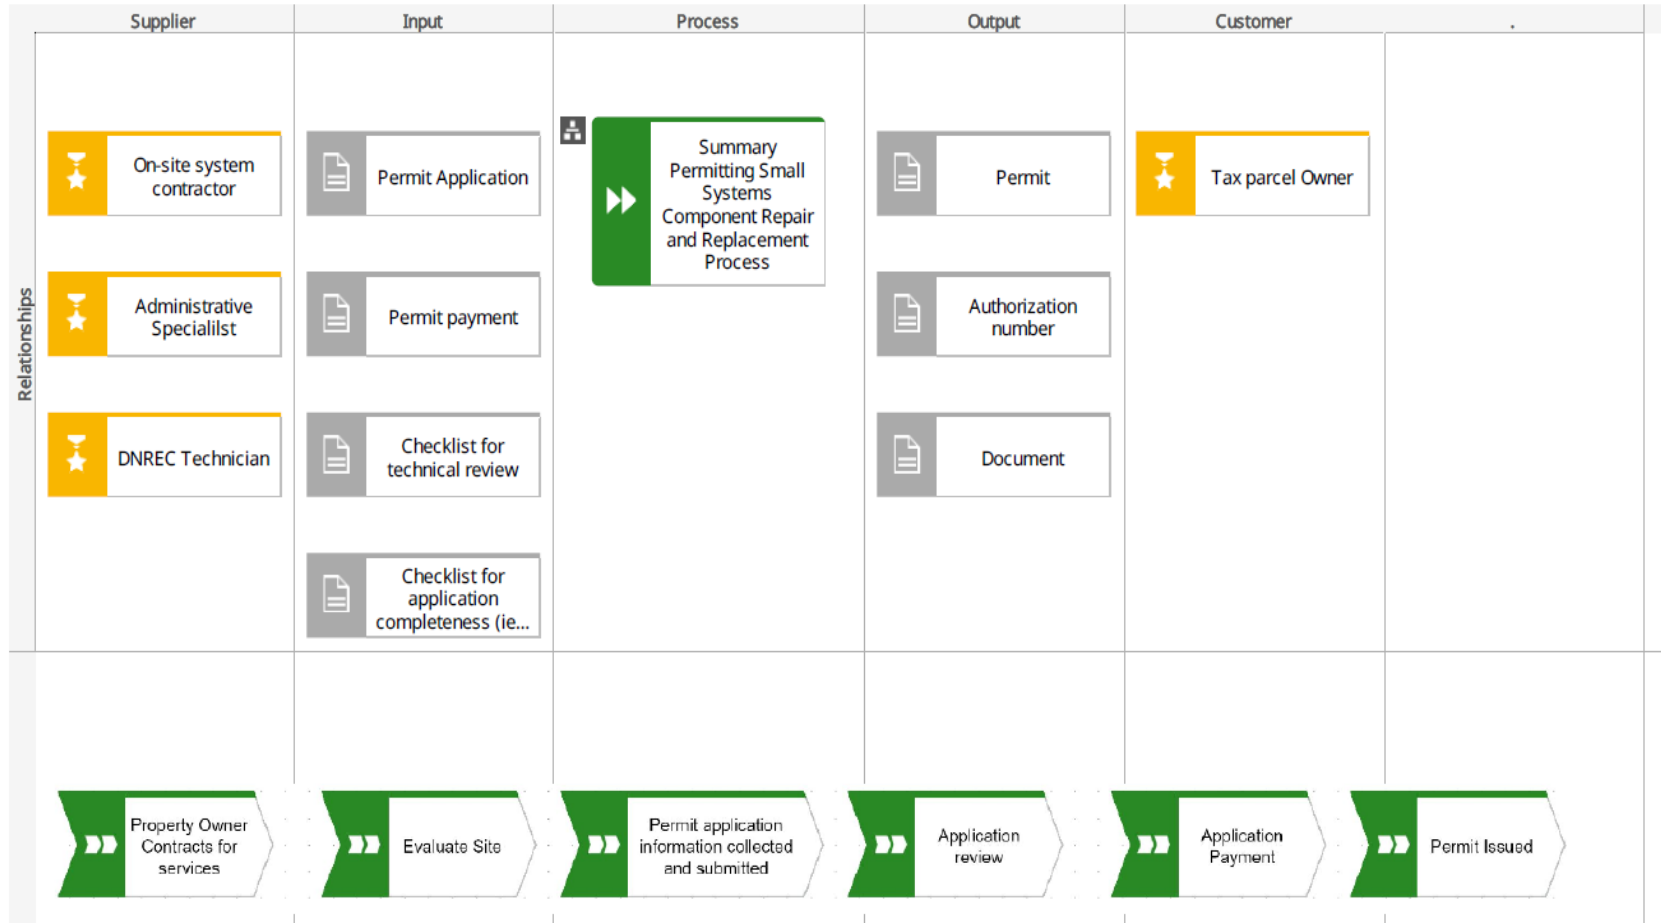 Supplier
Input
Process
Output
Customer
.
Relationships
On-site system
contractor
Permit Application
Summary
Permitting Small
Systems
Component Repair
and Replacement
Process
Permit
Tax parcel Owner
Administrative
Specialilst
Permit payment
Authorization
number
DNREC Technician
Checklist for
technical review
Document
Checklist for
application
completeness (ie...
Property Owner
Contracts for
services
Evaluate Site
Permit application
information collected
and submitted
Application
review
Application
Payment
Permit Issued